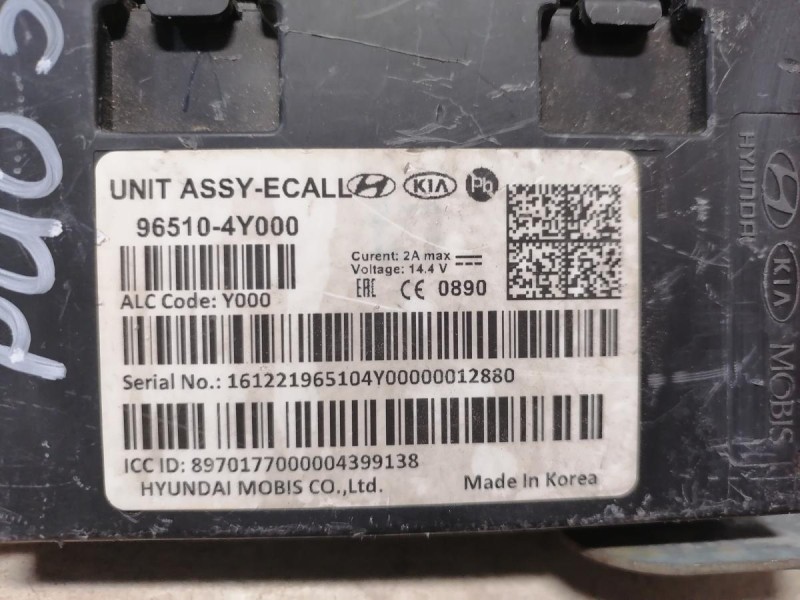 UNIT ASSY-ECALL HYUNDAI KIA Pb
96510-4Y000
Curent: 2A max
Voltage: 14.4 V
EAC CE 0890
ALC Code: Y000
Serial No.: 161221965104Y00000012880
ICC ID: 8970177000004399138
HYUNDAI MOBIS CO.,Ltd. Made In Korea
HYUNDAI
KIA
MOBIS